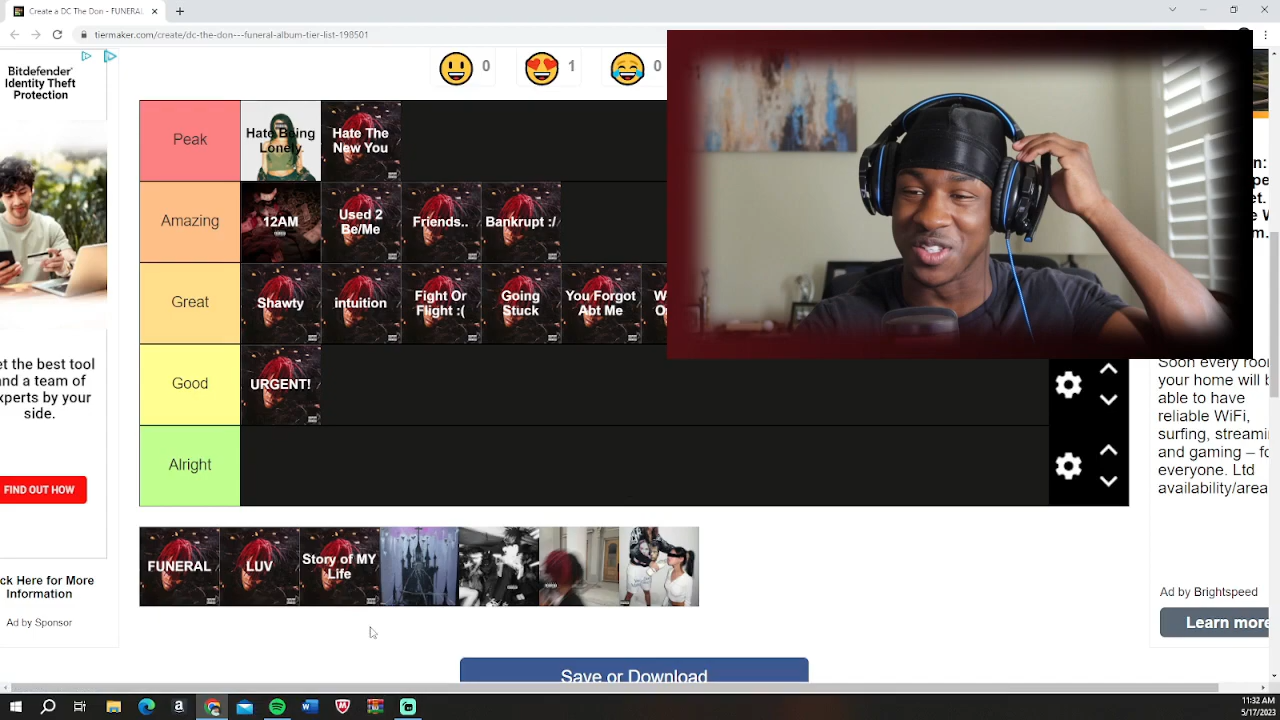 Create a DC The Don - FUNERAL
tiermaker.com/create/dc-the-don---funeral-album-tier-list-198501
Bitdefender
Identity Theft
Protection
0
1
0
Peak
Hate Being
Lonely
Hate The
New You
Amazing
12AM
Used 2
Be/Me
Friends..
Bankrupt :/
Great
Shawty
intuition
Fight Or
Flight :(
Going
Stuck
You Forgot
Abt Me
Good
URGENT!
Alright
FUNERAL
LUV
Story of MY
Life
Save or Download
et the best tool
nd a team of
xperts by your
side.
FIND OUT HOW
ck Here for More
Information
Ad by Sponsor
Soon every roo
your home will b
able to have
reliable WiFi,
surfing, streami
and gaming – fo
everyone. Ltd
availability/area
Ad by Brightspeed
Learn more
11:32 AM
5/17/2023